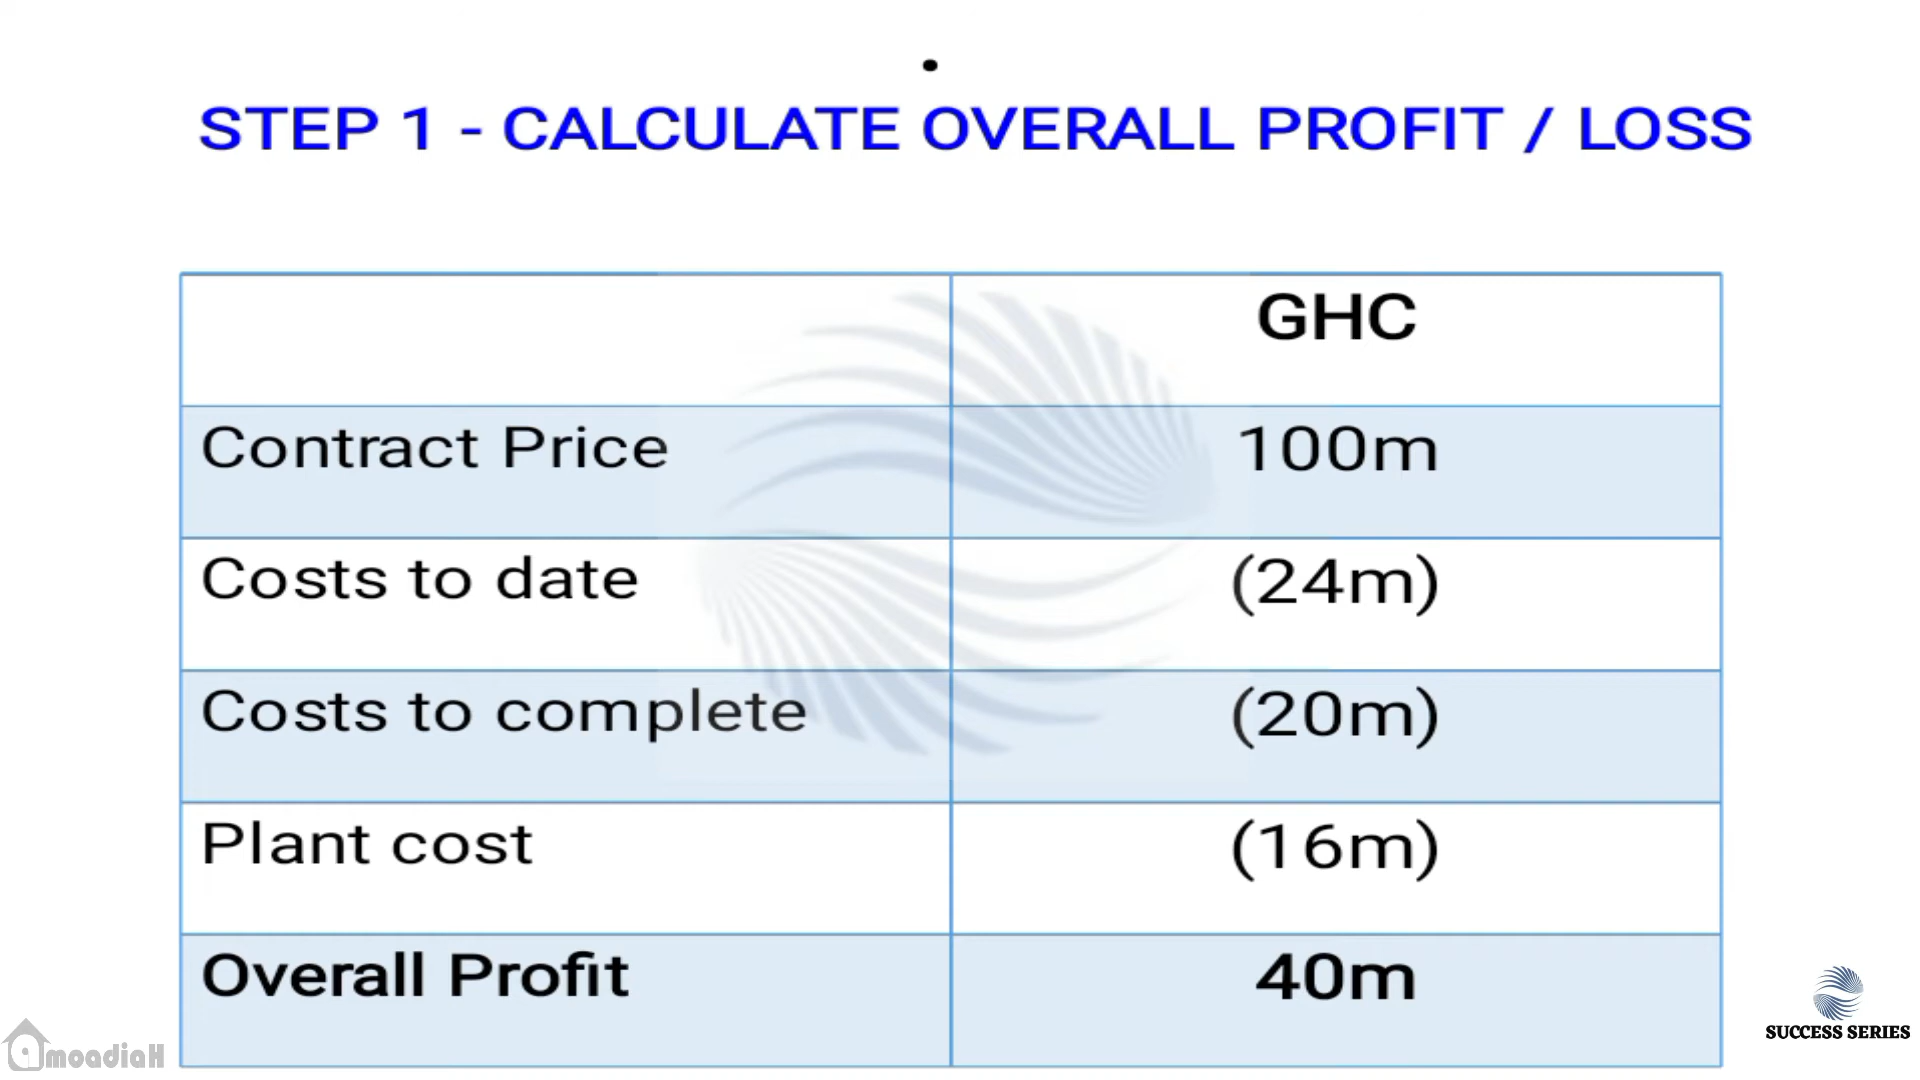 STEP 1 - CALCULATE OVERALL PROFIT / LOSS
GHC
Contract Price 100m
Costs to date (24m)
Costs to complete (20m)
Plant cost (16m)
Overall Profit 40m
amoadiaH
SUCCESS SERIES